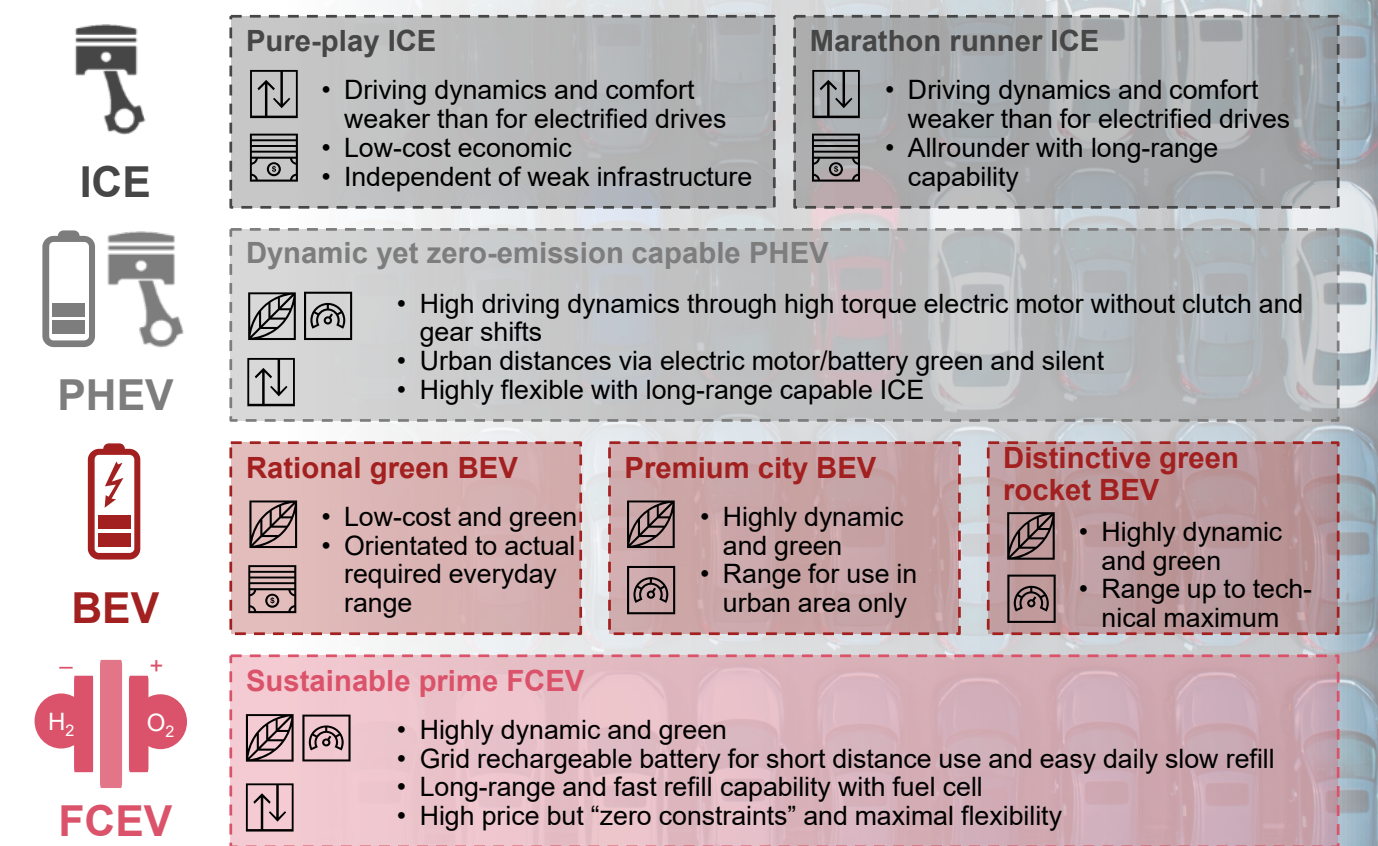 Pure-play ICE
• Driving dynamics and comfort
weaker than for electrified drives
• Low-cost economic
• Independent of weak infrastructure
Marathon runner ICE
• Driving dynamics and comfort
weaker than for electrified drives
• Allrounder with long-range
capability
ICE
Dynamic yet zero-emission capable PHEV
• High driving dynamics through high torque electric motor without clutch and
gear shifts
• Urban distances via electric motor/battery green and silent
• Highly flexible with long-range capable ICE
PHEV
Rational green BEV
• Low-cost and green
• Orientated to actual
required everyday
range
Premium city BEV
• Highly dynamic
and green
• Range for use in
urban area only
Distinctive green
rocket BEV
• Highly dynamic
and green
• Range up to tech-
nical maximum
BEV
Sustainable prime FCEV
• Highly dynamic and green
• Grid rechargeable battery for short distance use and easy daily slow refill
• Long-range and fast refill capability with fuel cell
• High price but “zero constraints” and maximal flexibility
– +
H₂ O₂
FCEV
$
$
$